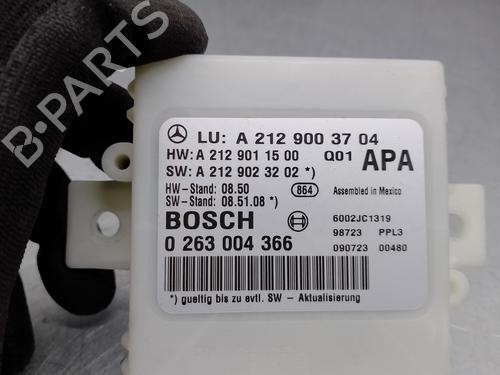 B-PARTS
LU: A 212 900 37 04
HW: A 212 901 15 00 Q01 APA
SW: A 212 902 32 02 *)
HW-Stand: 08.50 864 Assembled in Mexico
SW-Stand: 08.51.08 *)
BOSCH 6002JC1319
0 263 004 366 98723 PPL3
090723 00480
*) gueltig bis zu evtl. SW - Aktualisierung